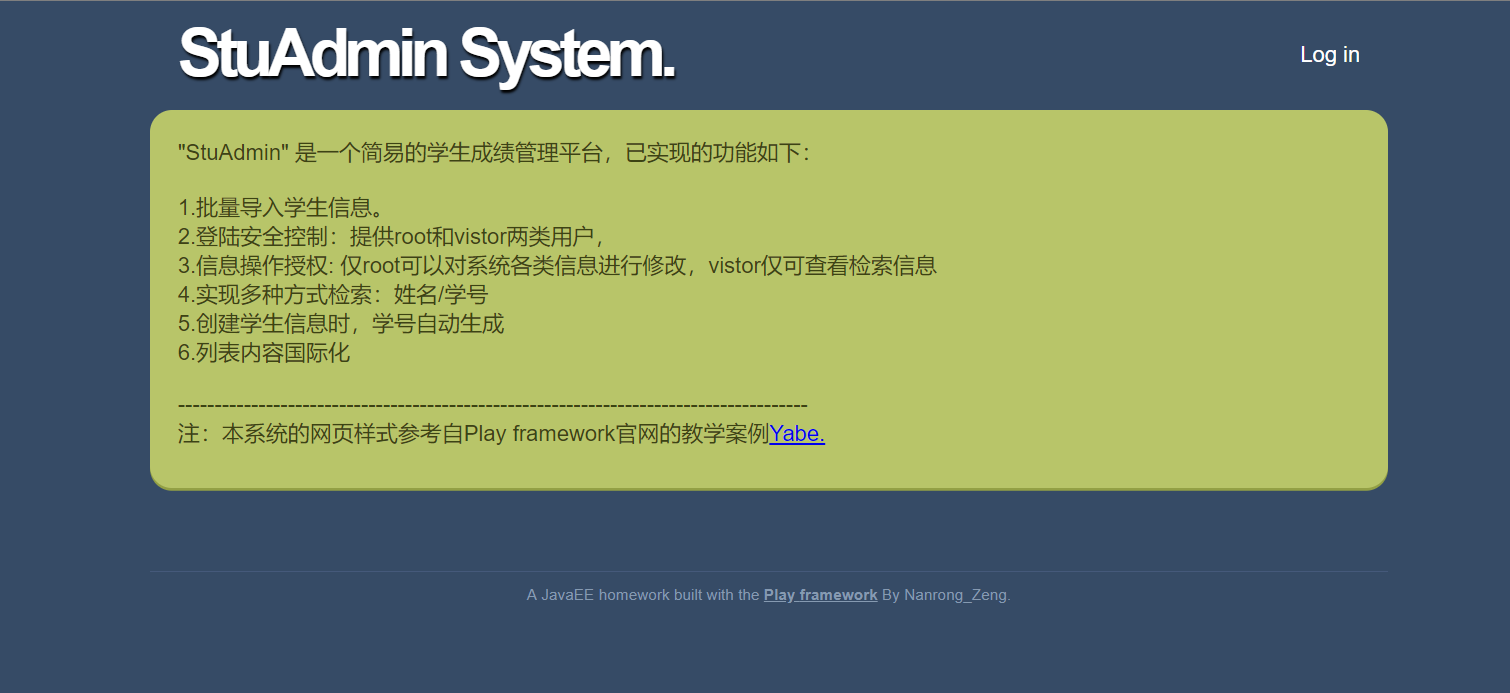 StuAdmin System.
Log in
"StuAdmin" 是一个简易的学生成绩管理平台，已实现的功能如下：
1.批量导入学生信息。
2.登陆安全控制：提供root和vistor两类用户，
3.信息操作授权: 仅root可以对系统各类信息进行修改，vistor仅可查看检索信息
4.实现多种方式检索：姓名/学号
5.创建学生信息时，学号自动生成
6.列表内容国际化
---------------------------------------------------------------------------------------
注：本系统的网页样式参考自Play framework官网的教学案例Yabe.
A JavaEE homework built with the Play framework By Nanrong_Zeng.